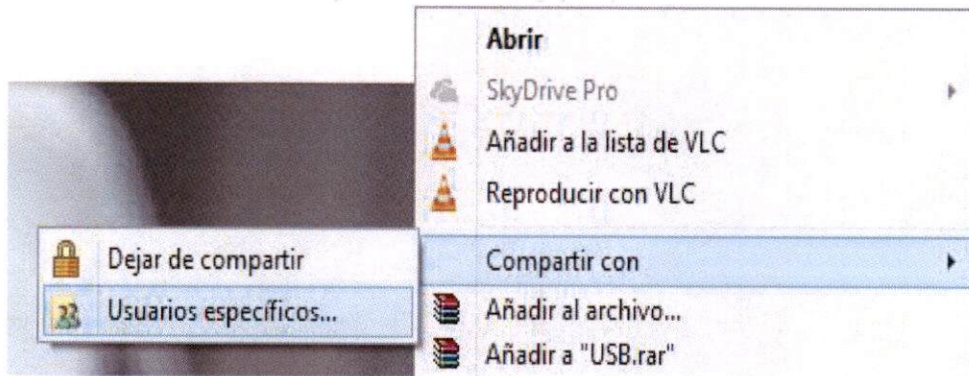 Abrir
SkyDrive Pro
Añadir a la lista de VLC
Reproducir con VLC
Compartir con
Dejar de compartir
Usuarios específicos...
Añadir al archivo...
Añadir a "USB.rar"